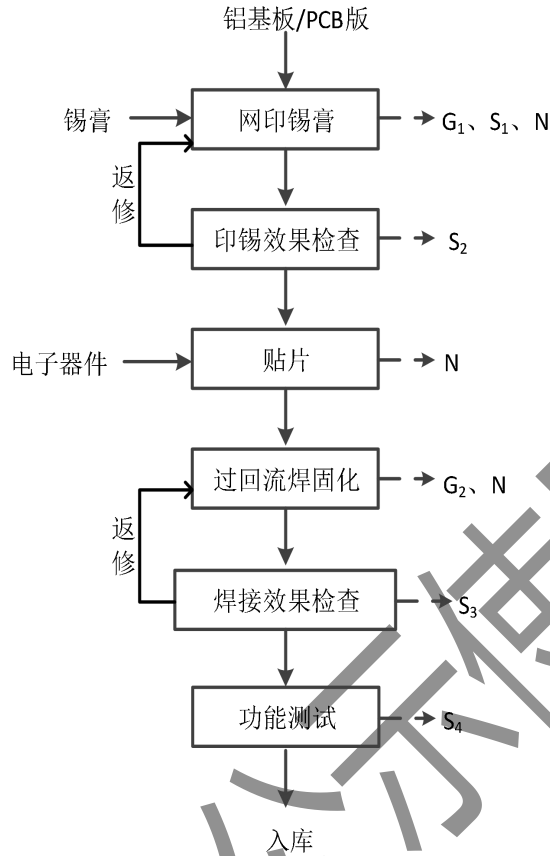 铝基板/PCB版
锡膏
网印锡膏
G₁、S₁、N
返修
印锡效果检查
S₂
电子器件
贴片
N
过回流焊固化
G₂、N
返修
焊接效果检查
S₃
功能测试
S₄
入库